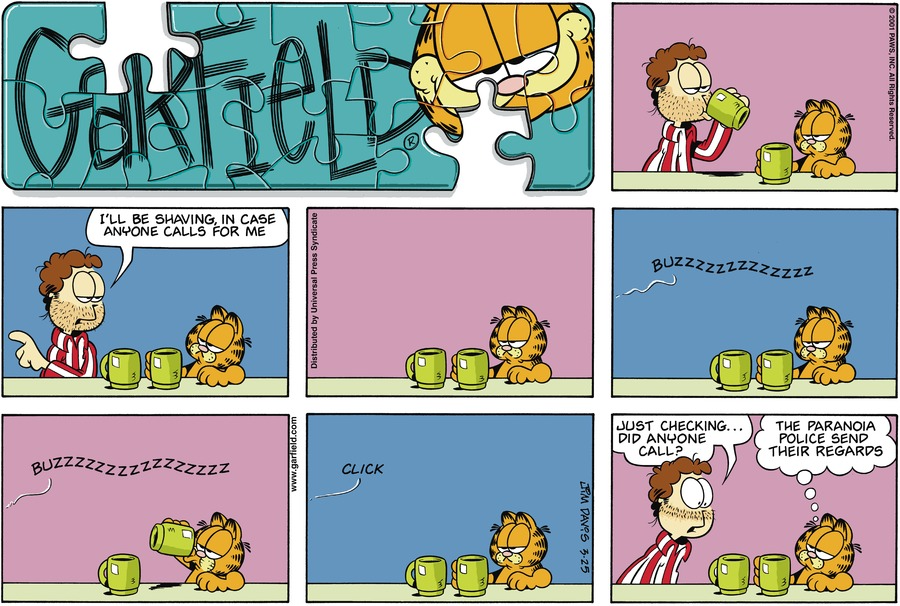 GARFIELD
®
© 2001 PAWS, INC. All Rights Reserved.
I'LL BE SHAVING, IN CASE
ANYONE CALLS FOR ME
Distributed by Universal Press Syndicate
BUZZZZZZZZZZZZZZ
BUZZZZZZZZZZZZZZZZZ
www.garfield.com
CLICK
JIM DAVIS 3-25
JUST CHECKING...
DID ANYONE
CALL?
THE PARANOIA
POLICE SEND
THEIR REGARDS